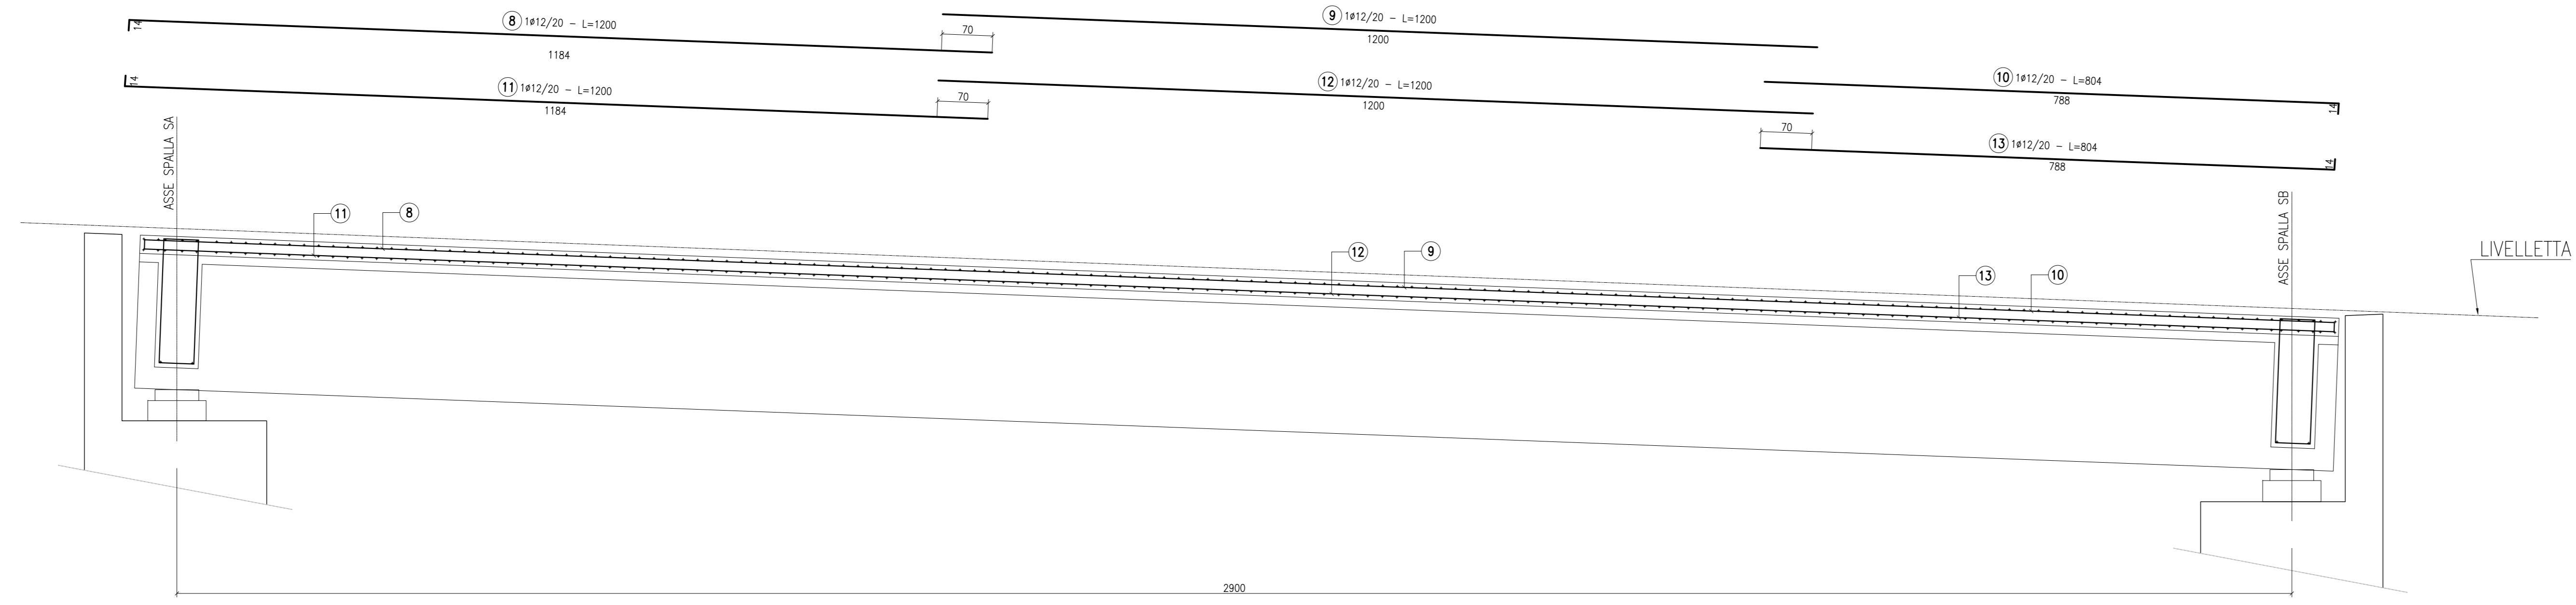 14
8 1ø12/20 - L=1200
1184
70
9 1ø12/20 - L=1200
1200
14
11 1ø12/20 - L=1200
1184
70
12 1ø12/20 - L=1200
1200
10 1ø12/20 - L=804
788
14
70
13 1ø12/20 - L=804
788
14
ASSE SPALLA SA
11
8
12
9
13
10
ASSE SPALLA SB
LIVELLETTA
2900